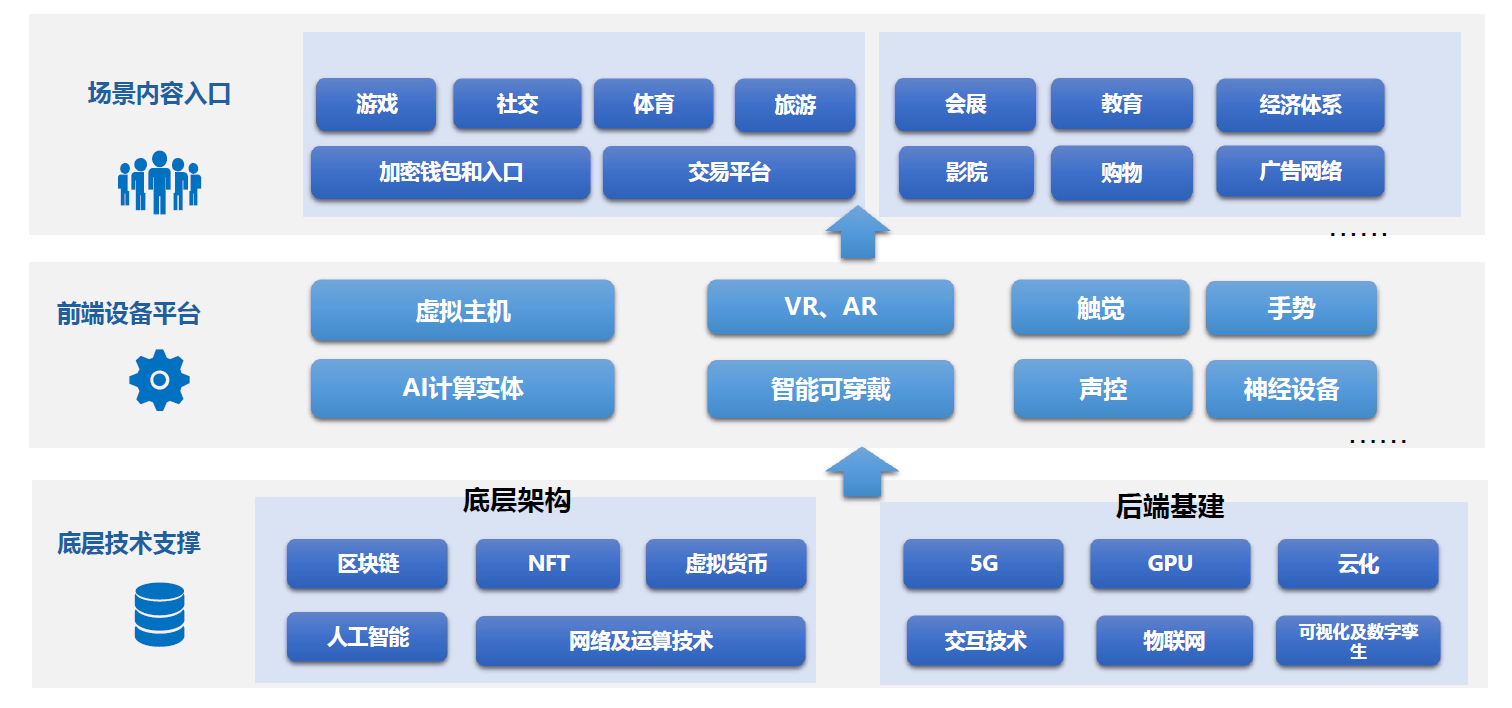 场景内容入口
游戏
社交
体育
旅游
加密钱包和入口
交易平台
会展
教育
经济体系
影院
购物
广告网络
......
前端设备平台
虚拟主机
VR、AR
触觉
手势
AI计算实体
智能可穿戴
声控
神经设备
......
底层技术支撑
底层架构
区块链
NFT
虚拟货币
人工智能
网络及运算技术
后端基建
5G
GPU
云化
交互技术
物联网
可视化及数字孪
生